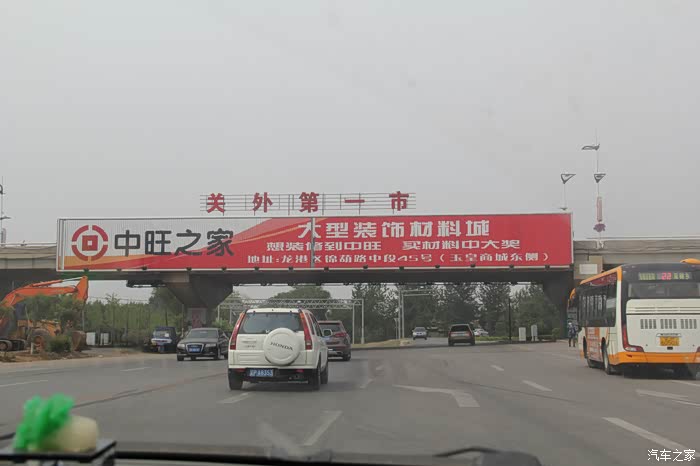 关外第一市
中旺之家
大型装饰材料城
想装修到中旺 买材料中大奖
地址:龙港区锦葫路中段45号(玉皇商城东侧)
HONDA
汽车之家